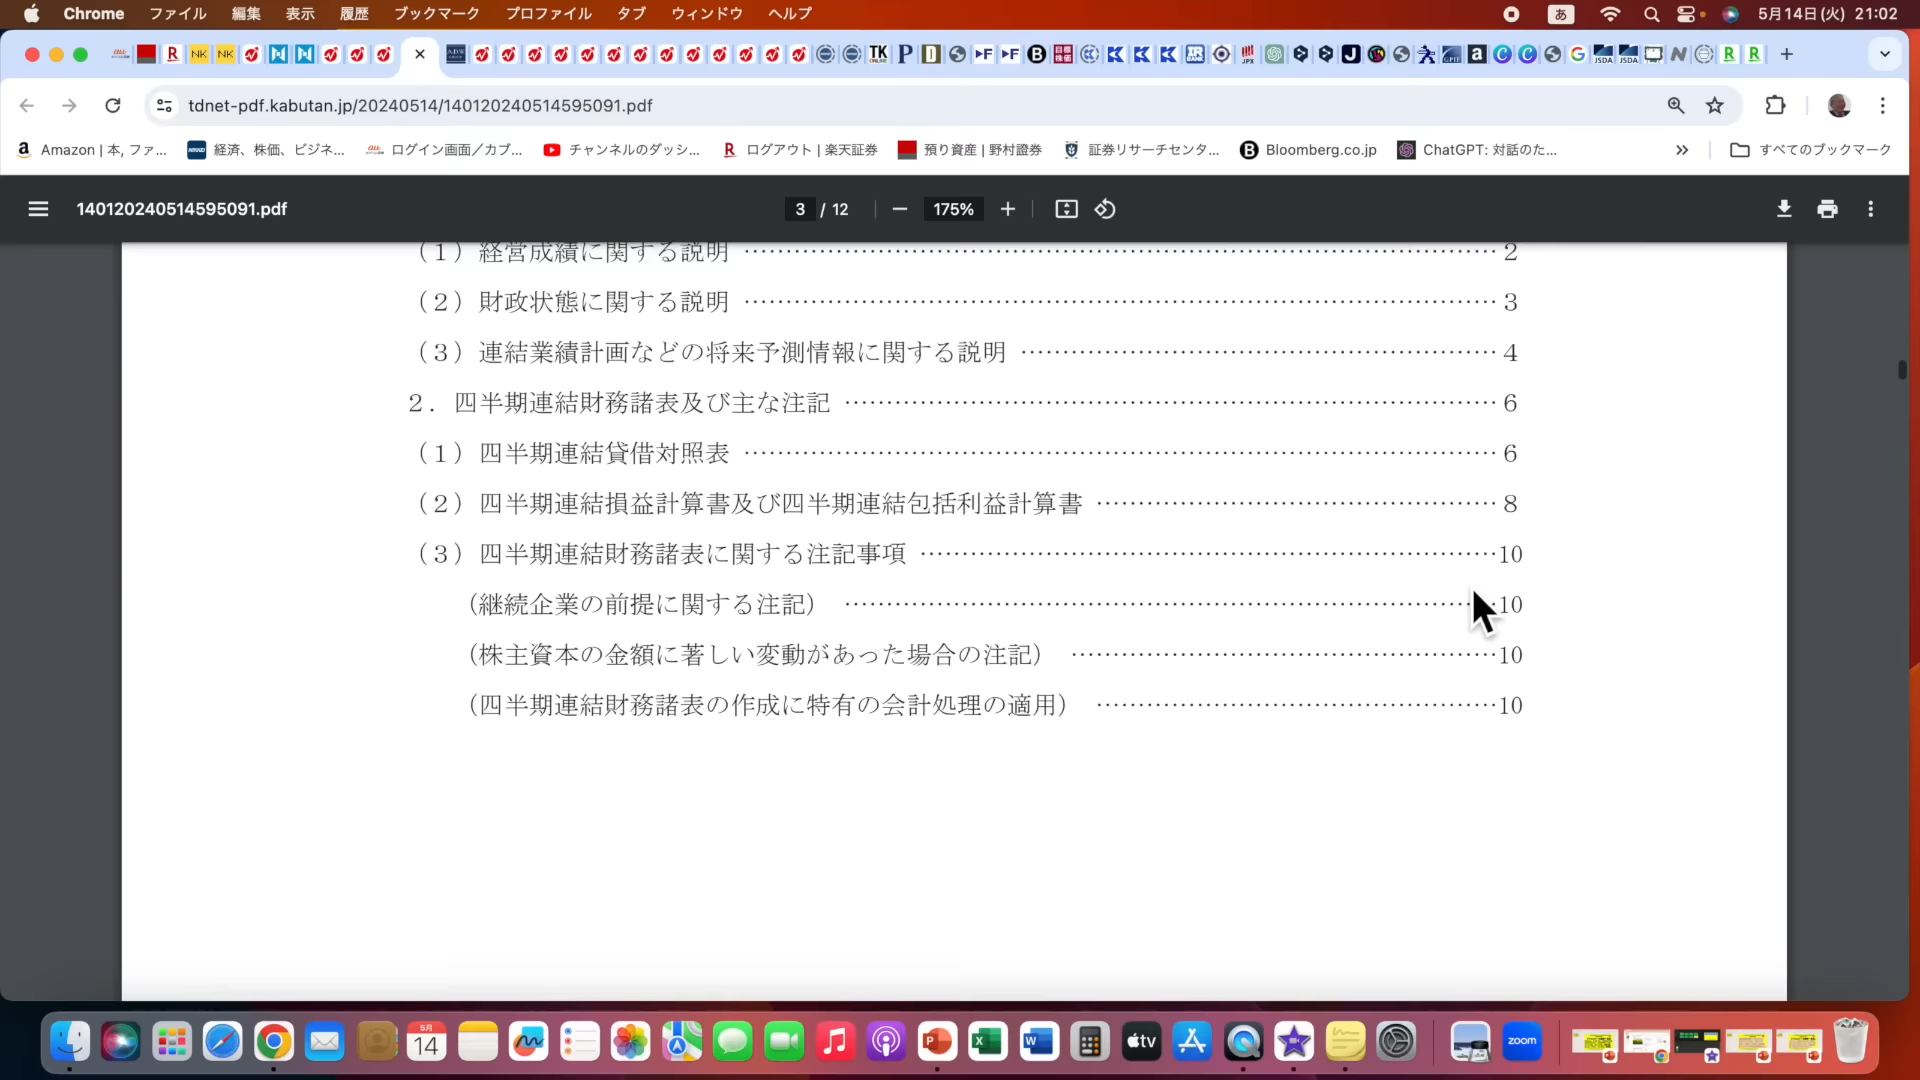 Chrome ファイル 編集 表示 履歴 ブックマーク プロファイル タブ ウィンドウ ヘルプ あ 5月14日(火) 21:02
tdnet-pdf.kabutan.jp/20240514/140120240514595091.pdf
Amazon | 本, ファ... 経済、株価、ビジネ... ログイン画面／カブ... チャンネルのダッシ... ログアウト | 楽天証券 預り資産 | 野村證券 証券リサーチセンタ... Bloomberg.co.jp ChatGPT: 対話のた... » すべてのブックマーク
140120240514595091.pdf 3 / 12 175%
（１）経営成績に関する説明 ………… 2
（２）財政状態に関する説明 ………… 3
（３）連結業績計画などの将来予測情報に関する説明 ………… 4
２．四半期連結財務諸表及び主な注記 ………… 6
（１）四半期連結貸借対照表 ………… 6
（２）四半期連結損益計算書及び四半期連結包括利益計算書 ………… 8
（３）四半期連結財務諸表に関する注記事項 …………10
（継続企業の前提に関する注記） …………10
（株主資本の金額に著しい変動があった場合の注記） …………10
（四半期連結財務諸表の作成に特有の会計処理の適用） …………10
5月
14
tv
zoom